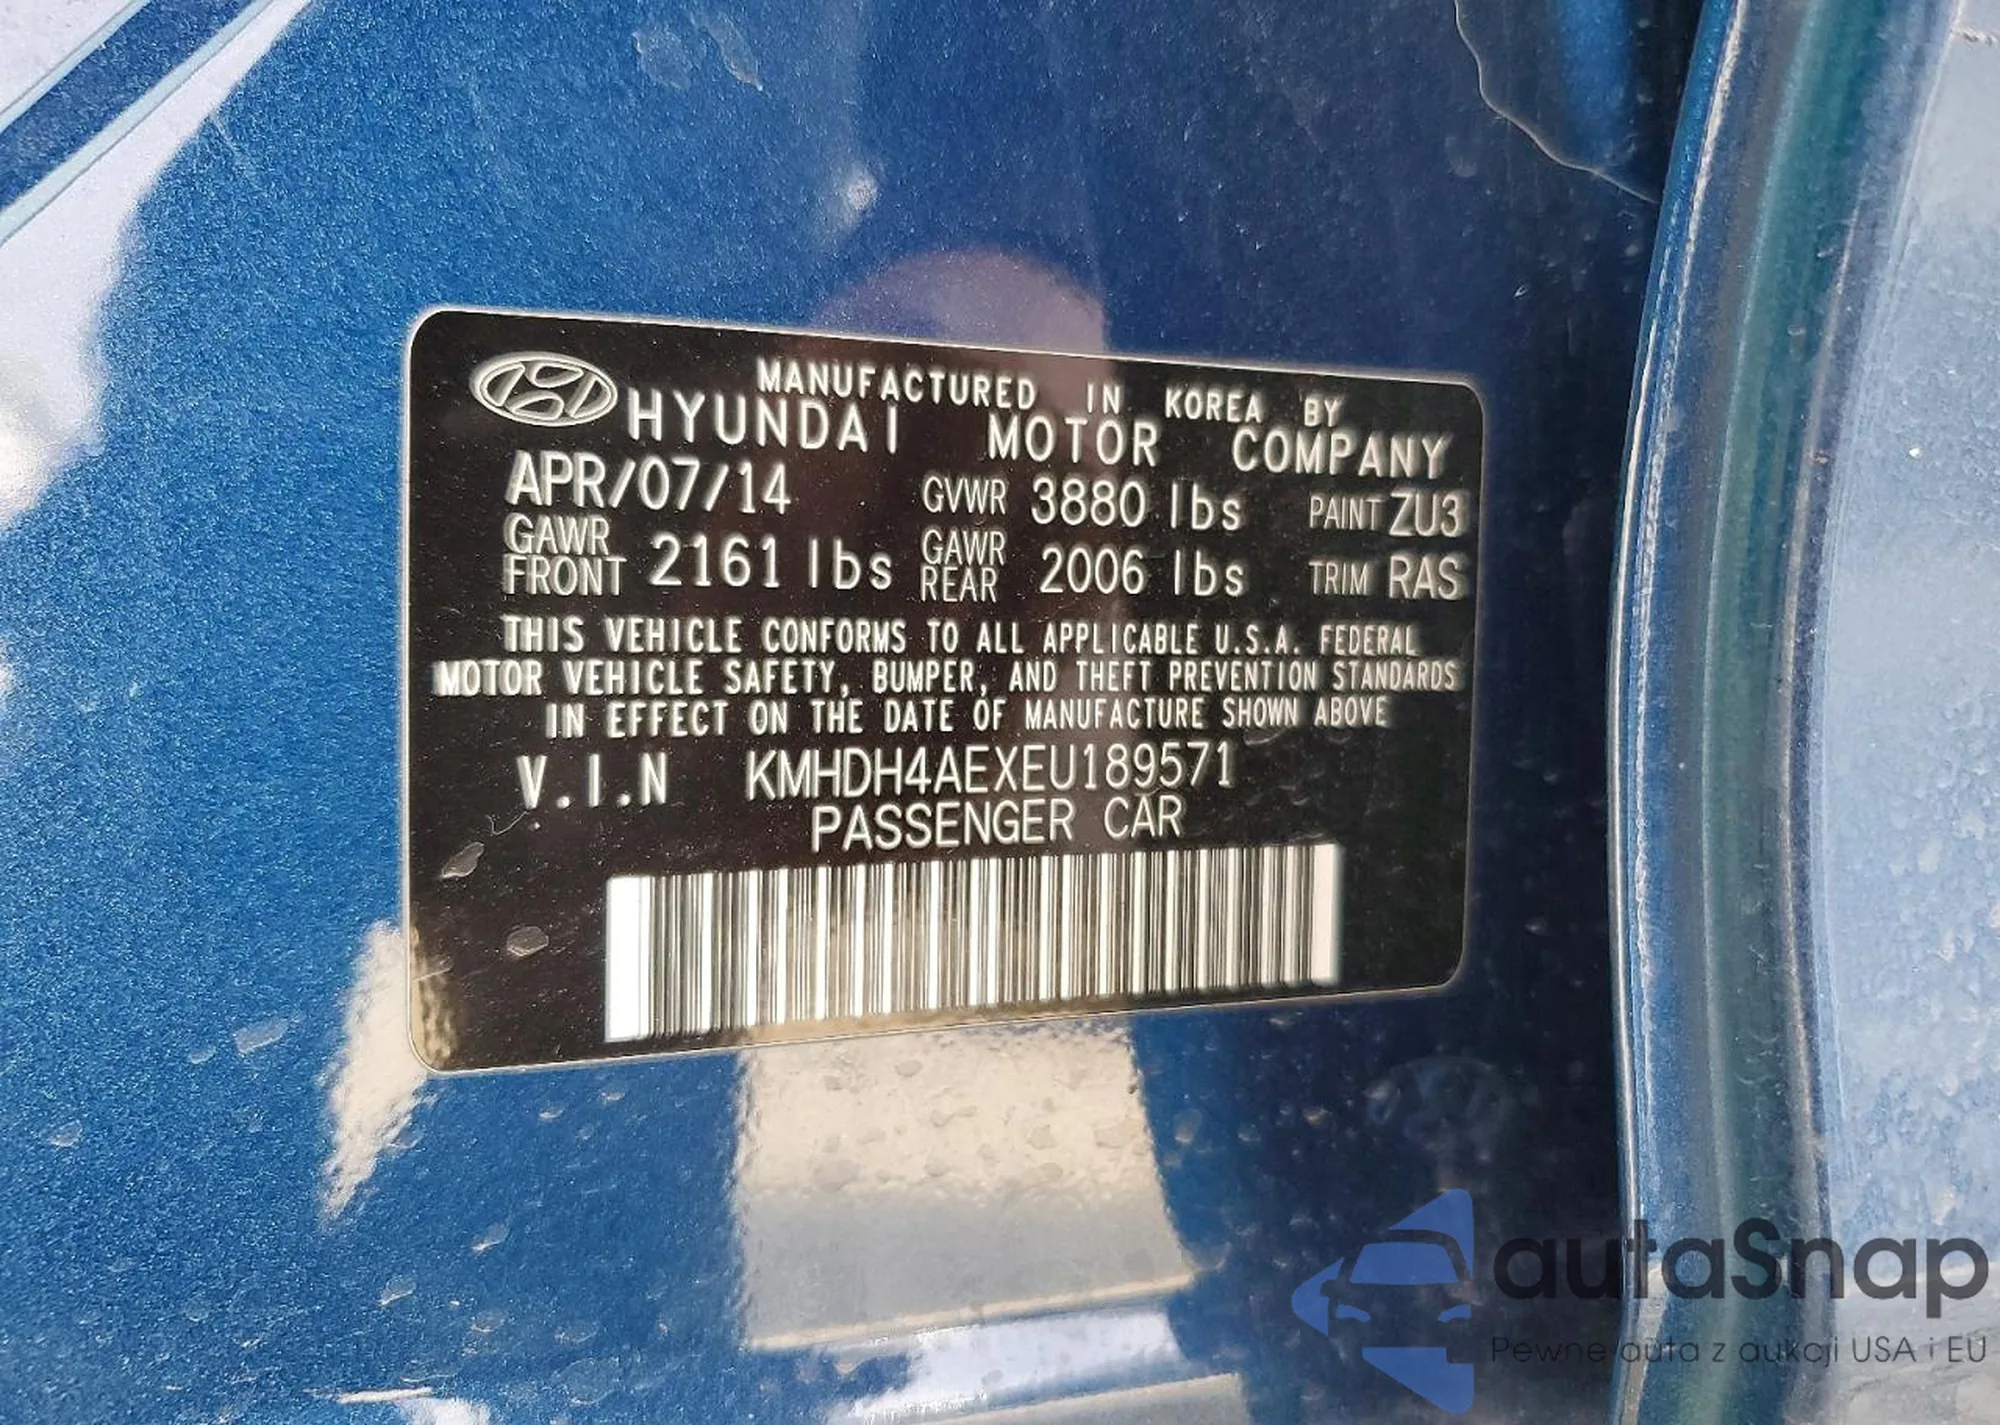 MANUFACTURED IN KOREA BY
HYUNDAI MOTOR COMPANY
APR/07/14 GVWR 3880 lbs PAINT ZU3
GAWR FRONT 2161 lbs GAWR REAR 2006 lbs TRIM RAS
THIS VEHICLE CONFORMS TO ALL APPLICABLE U.S.A. FEDERAL
MOTOR VEHICLE SAFETY, BUMPER, AND THEFT PREVENTION STANDARDS
IN EFFECT ON THE DATE OF MANUFACTURE SHOWN ABOVE
V.I.N KMHDH4AEXEU189571
PASSENGER CAR
autaSnap
Pewne auta z aukcji USA i EU